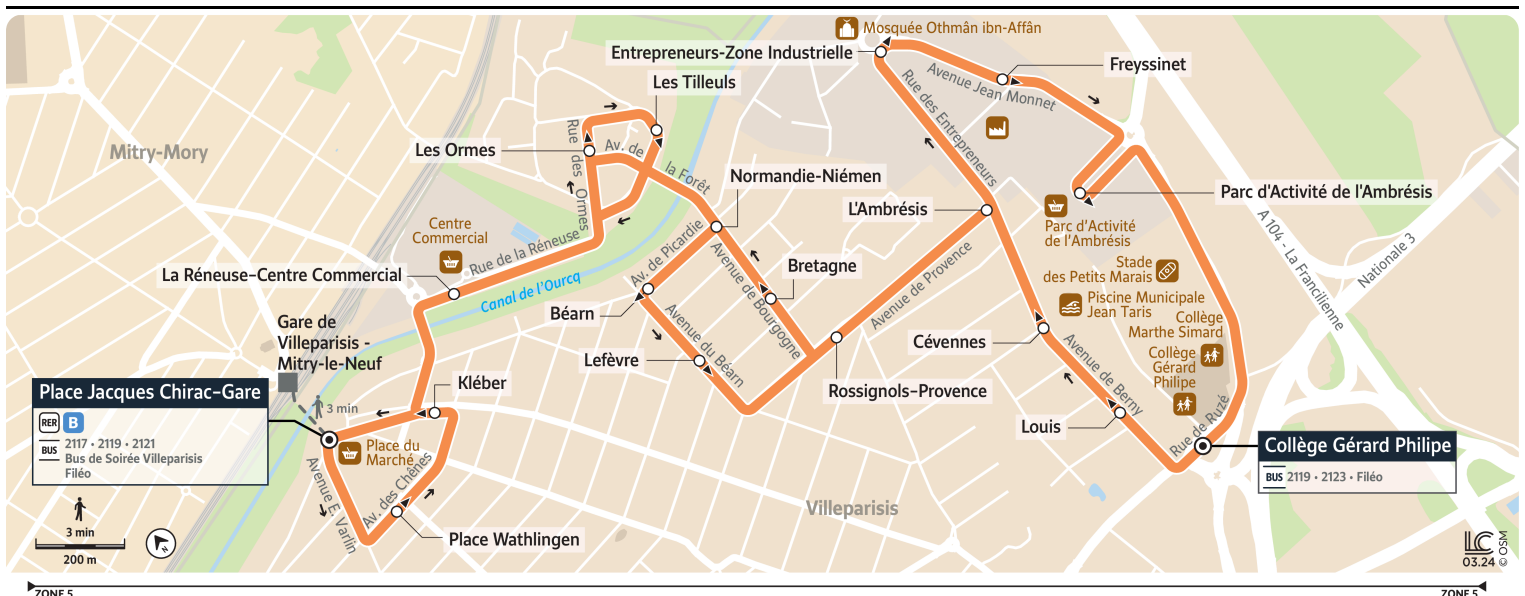 Mosquée Othmân ibn-Affân
Entrepreneurs-Zone Industrielle
Freyssinet
Les Tilleuls
Avenue Jean Monnet
Rue des Entrepreneurs
Mitry-Mory
Les Ormes
Rue des Ormes
Av. de la Forêt
Normandie-Niémen
L'Ambrésis
Parc d'Activité de l'Ambrésis
Parc d'Activité
de l'Ambrésis
Centre
Commercial
Rue de la Réneuse
Av. de Picardie
Avenue de Bourgogne
Bretagne
Avenue de Provence
A 104 - La Francilienne
Nationale 3
Stade
des Petits Marais
Piscine Municipale
Jean Taris
Collège
Marthe Simard
Collège
Gérard
Philipe
La Réneuse-Centre Commercial
Canal de l'Ourcq
Béarn
Avenue du Béarn
Lefèvre
Cévennes
Avenue de Berny
Rossignols-Provence
Louis
Rue de Ruzé
Gare de
Villeparisis -
Mitry-le-Neuf
Kléber
3 min
Place Jacques Chirac-Gare
RER B
BUS 2117 • 2119 • 2121
Bus de Soirée Villeparisis
Filéo
Place du
Marché
Avenue E. Varlin
Av. des Chênes
Place Wathlingen
Villeparisis
Collège Gérard Philipe
BUS 2119 • 2123 • Filéo
3 min
200 m
N
LC
03.24
© OSM
ZONE 5
ZONE 5